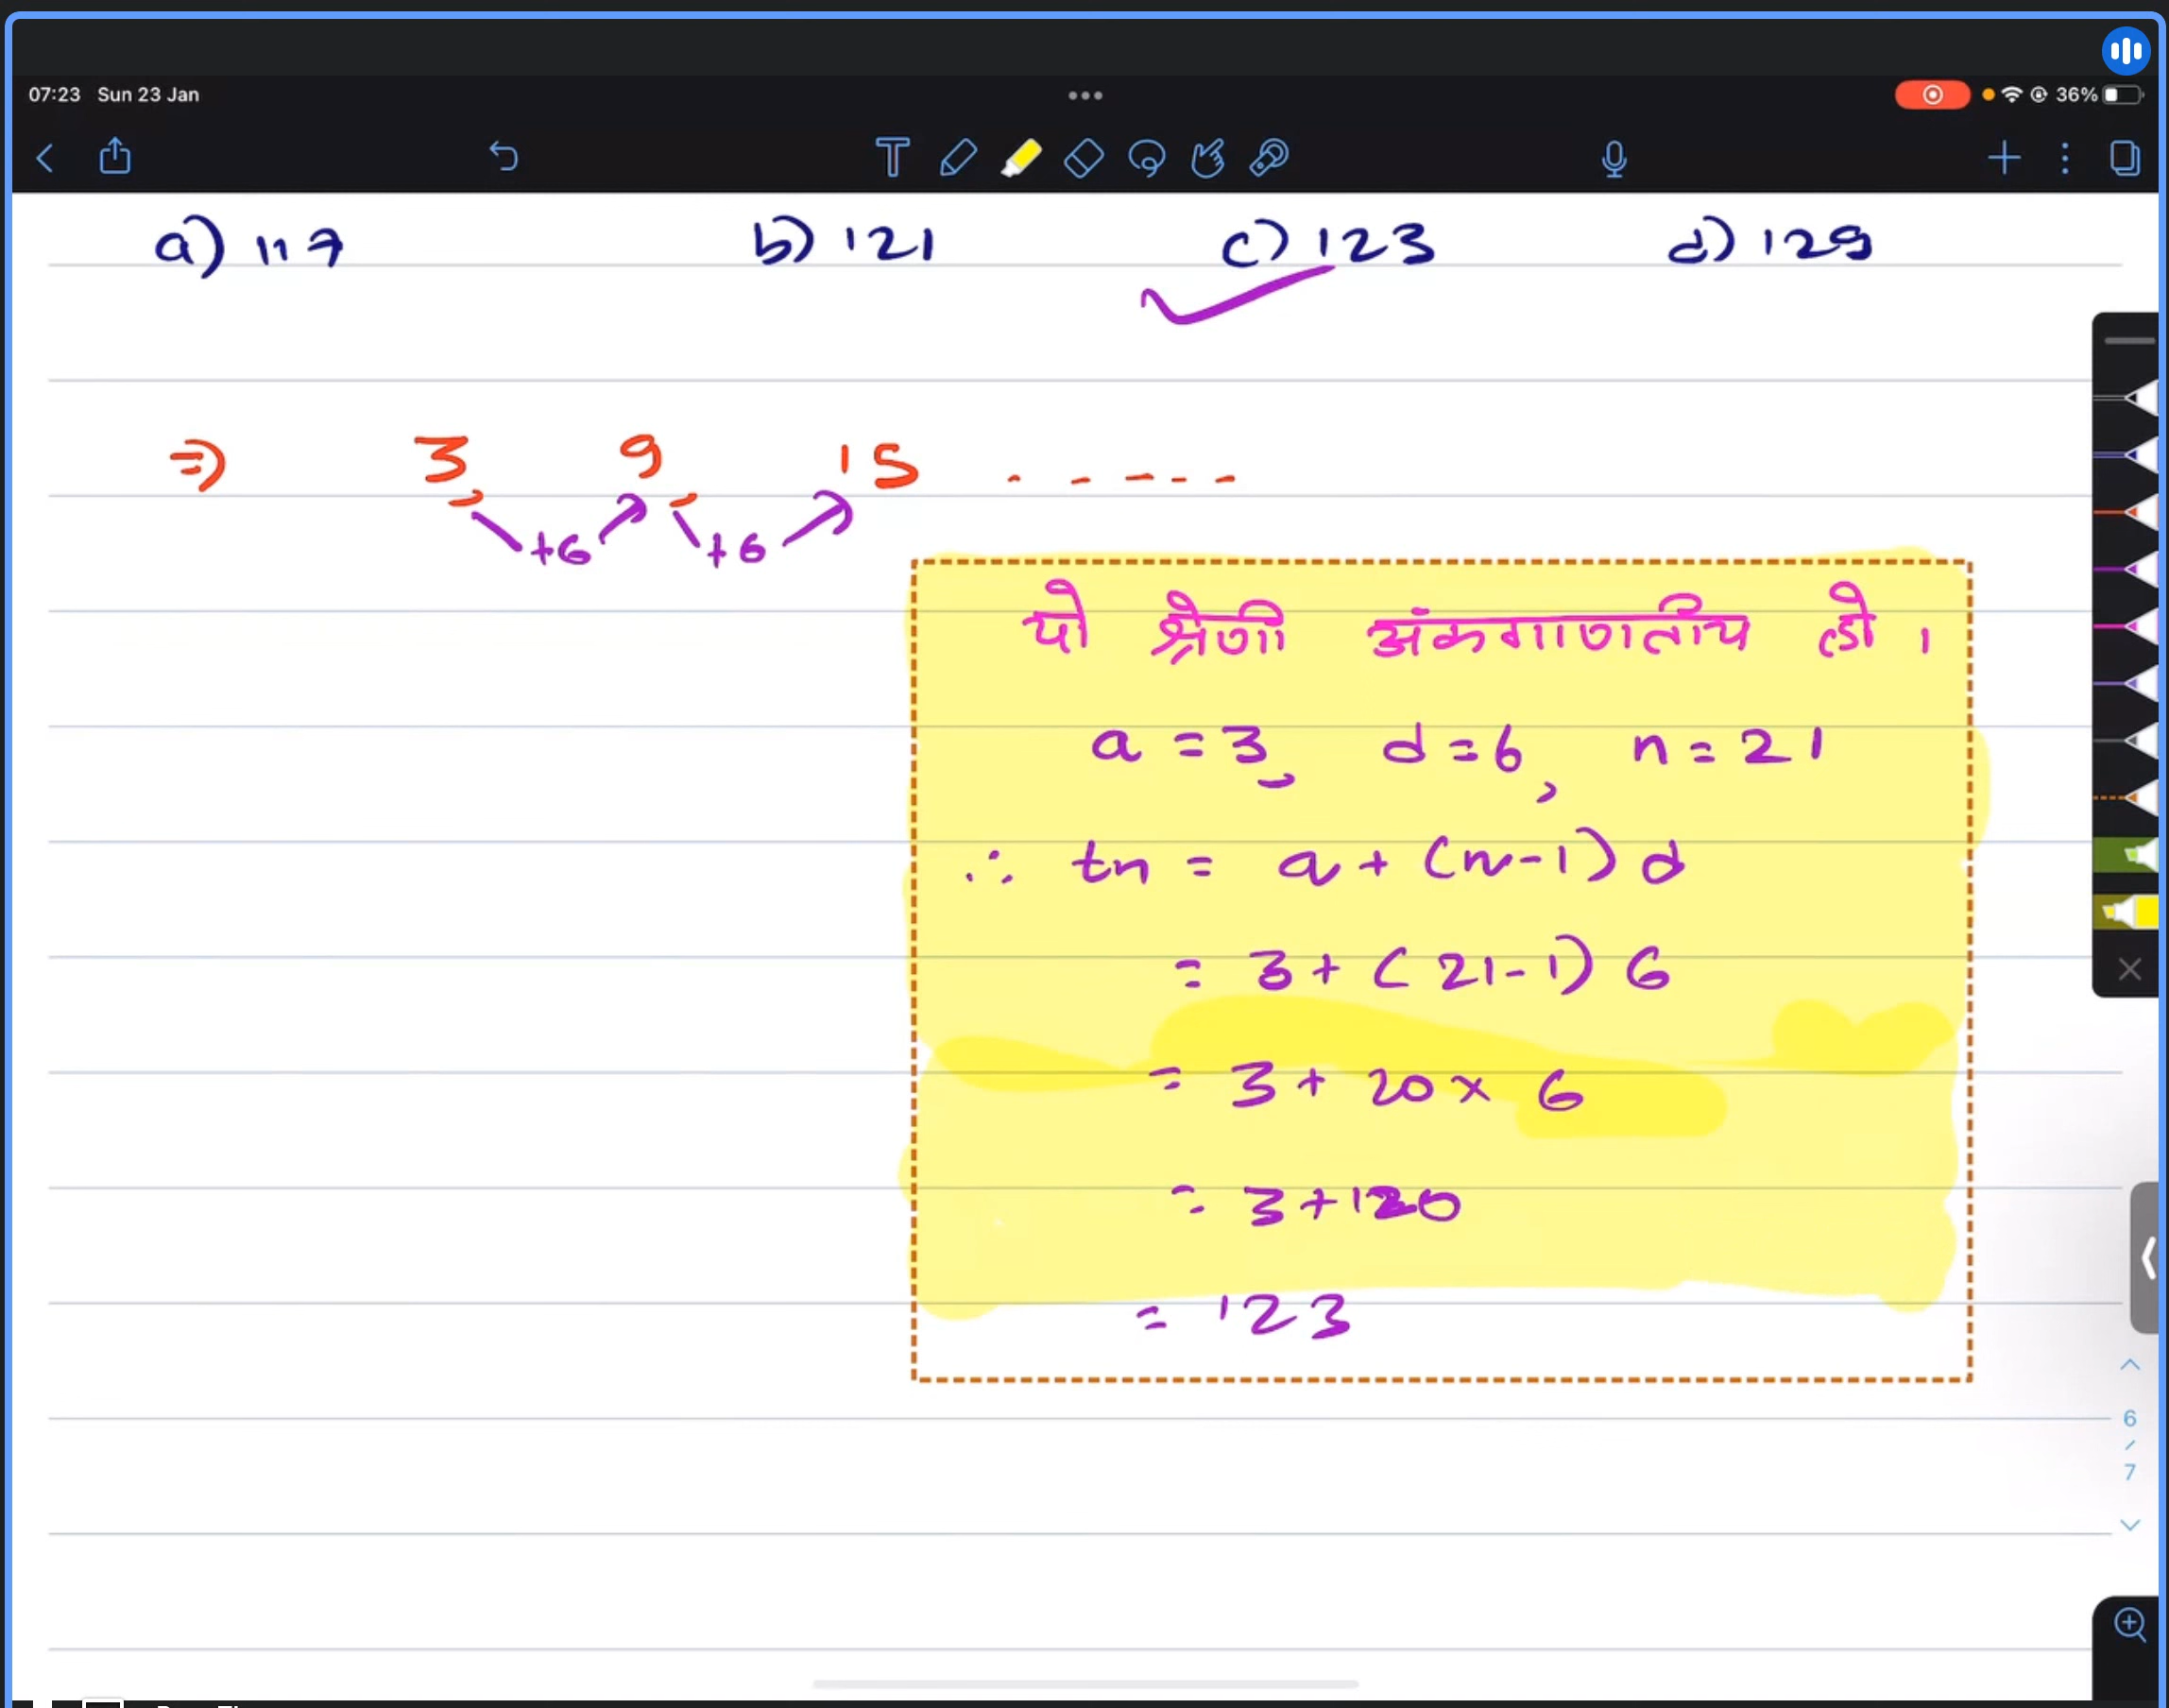 07:23 Sun 23 Jan
36%
a) 117 b) 121 c) 123 d) 129
⇒ 3, 9, 15 . - - - -
+6 +6
यो श्रेणी अंकगाणितीय हो ।
a = 3, d = 6, n = 21
∴ tn = a + (n-1) d
= 3 + (21-1) 6
= 3 + 20 × 6
= 3 + 120
= 123
6
/
7